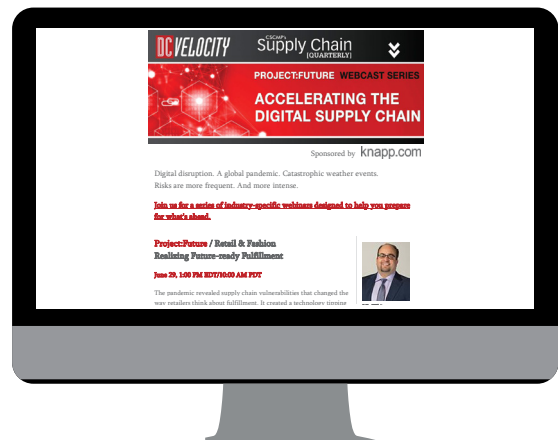 DCVELOCITY
CSCMP's
Supply Chain
[QUARTERLY]
PROJECT:FUTURE WEBCAST SERIES
ACCELERATING THE
DIGITAL SUPPLY CHAIN
Sponsored by knapp.com
Digital disruption. A global pandemic. Catastrophic weather events.
Risks are more frequent. And more intense.
Join us for a series of industry-specific webinars designed to help you prepare
for what's ahead.
Project:Future / Retail & Fashion
Realizing Future-ready Fulfillment
June 29, 1:00 PM EDT/10:00 AM PDT
The pandemic revealed supply chain vulnerabilities that changed the
way retailers think about fulfillment. It created a technology tipping